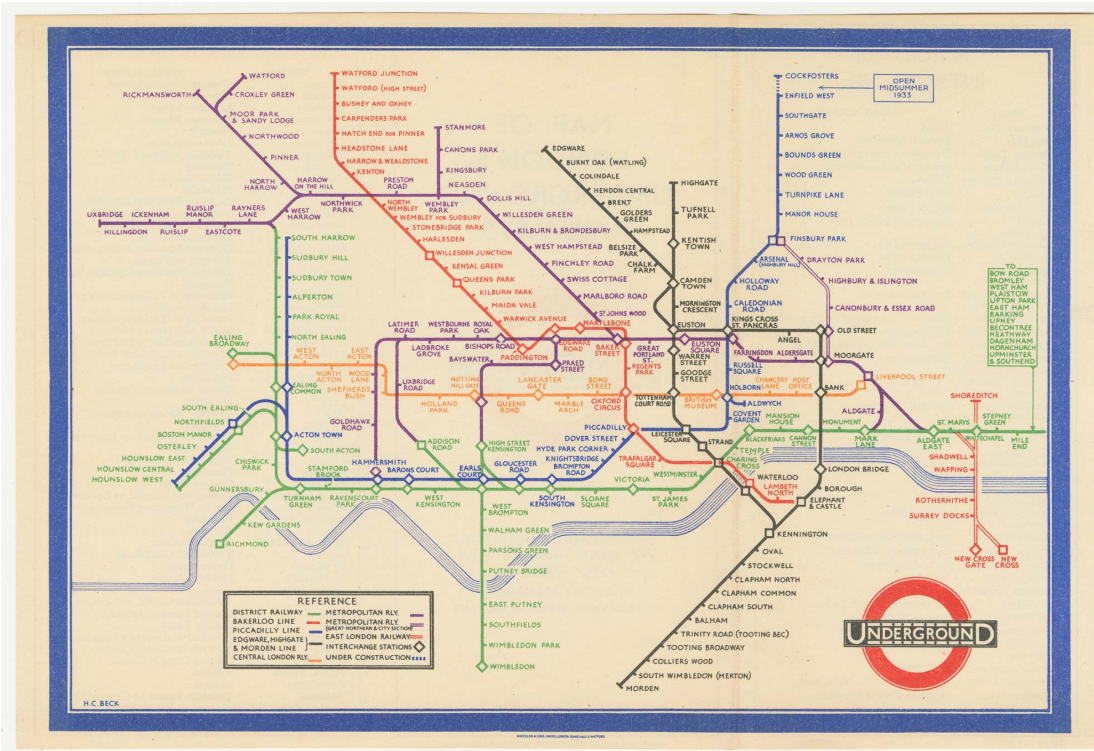 WATFORD
RICKMANSWORTH
CROXLEY GREEN
MOOR PARK
& SANDY LODGE
NORTHWOOD
PINNER
NORTH
HARROW
HARROW
ON THE HILL
NORTHWICK
PARK
PRESTON
ROAD
WEMBLEY
PARK
NEASDEN
KINGSBURY
CANONS PARK
STANMORE
WATFORD JUNCTION
WATFORD (HIGH STREET)
BUSHEY AND OXHEY
CARPENDERS PARK
HATCH END FOR PINNER
HEADSTONE LANE
HARROW & WEALDSTONE
KENTON
NORTH
WEMBLEY
WEMBLEY FOR SUDBURY
STONEBRIDGE PARK
HARLESDEN
WILLESDEN JUNCTION
KENSAL GREEN
QUEENS PARK
KILBURN PARK
MAIDA VALE
WARWICK AVENUE
DOLLIS HILL
WILLESDEN GREEN
KILBURN & BRONDESBURY
WEST HAMPSTEAD
FINCHLEY ROAD
SWISS COTTAGE
MARLBORO ROAD
ST. JOHNS WOOD
EDGWARE
BURNT OAK (WATLING)
COLINDALE
HENDON CENTRAL
BRENT
GOLDERS
GREEN
HAMPSTEAD
BELSIZE
PARK
CHALK
FARM
HIGHGATE
TUFNELL
PARK
KENTISH
TOWN
CAMDEN
TOWN
MORNINGTON
CRESCENT
EUSTON
COCKFOSTERS
OPEN
MIDSUMMER
1933
ENFIELD WEST
SOUTHGATE
ARNOS GROVE
BOUNDS GREEN
WOOD GREEN
TURNPIKE LANE
MANOR HOUSE
FINSBURY PARK
ARSENAL
(HIGHBURY HILL)
DRAYTON PARK
HOLLOWAY
ROAD
HIGHBURY & ISLINGTON
CALEDONIAN
ROAD
CANONBURY & ESSEX ROAD
KINGS CROSS
ST. PANCRAS
ANGEL
OLD STREET
TO
BOW ROAD
BROMLEY
WEST HAM
PLAISTOW
UPTON PARK
EAST HAM
BARKING
UPNEY
BECONTREE
HEATHWAY
DAGENHAM
HORNCHURCH
UPMINSTER
& SOUTHEND
UXBRIDGE
ICKENHAM
RUISLIP
MANOR
RAYNERS
LANE
WEST
HARROW
HILLINGDON
RUISLIP
EASTCOTE
SOUTH HARROW
SUDBURY HILL
SUDBURY TOWN
ALPERTON
PARK ROYAL
NORTH EALING
EALING
BROADWAY
WEST
ACTON
EAST
ACTON
NORTH
ACTON
WOOD
LANE
SHEPHERDS
BUSH
EALING
COMMON
LATIMER
ROAD
WESTBOURNE
PARK
ROYAL
OAK
LADBROKE
GROVE
BISHOPS ROAD
BAYSWATER
PADDINGTON
EDGWARE
ROAD
PRAED
STREET
MARYLEBONE
BAKER
STREET
GREAT
PORTLAND
ST.
REGENTS
PARK
EUSTON
SQUARE
WARREN
STREET
GOODGE
STREET
FARRINGDON
ALDERSGATE
MOORGATE
LIVERPOOL STREET
RUSSELL
SQUARE
HOLBORN
CHANCERY
LANE
POST
OFFICE
BANK
UXBRIDGE
ROAD
NOTTING
HILL GATE
HOLLAND
PARK
QUEENS
ROAD
LANCASTER
GATE
MARBLE
ARCH
BOND
STREET
OXFORD
CIRCUS
TOTTENHAM
COURT ROAD
BRITISH
MUSEUM
ALDWYCH
COVENT
GARDEN
SHOREDITCH
ALDGATE
ST. MARYS
STEPNEY
GREEN
SOUTH EALING
NORTHFIELDS
BOSTON MANOR
OSTERLEY
HOUNSLOW EAST
HOUNSLOW CENTRAL
HOUNSLOW WEST
ACTON TOWN
SOUTH ACTON
CHISWICK
PARK
GOLDHAWK
ROAD
HAMMERSMITH
STAMFORD
BROOK
BARONS COURT
ADDISON
ROAD
HIGH STREET
KENSINGTON
EARLS
COURT
GLOUCESTER
ROAD
PICCADILLY
DOVER STREET
HYDE PARK CORNER
KNIGHTSBRIDGE
BROMPTON
ROAD
LEICESTER
SQUARE
STRAND
TRAFALGAR
SQUARE
CHARING
CROSS
WESTMINSTER
TEMPLE
BLACKFRIARS
MANSION
HOUSE
CANNON
STREET
MONUMENT
MARK
LANE
ALDGATE
EAST
WHITECHAPEL
MILE
END
GUNNERSBURY
TURNHAM
GREEN
RAVENSCOURT
PARK
WEST
KENSINGTON
SOUTH
KENSINGTON
SLOANE
SQUARE
VICTORIA
ST. JAMES
PARK
WATERLOO
LAMBETH
NORTH
LONDON BRIDGE
BOROUGH
ELEPHANT
& CASTLE
SHADWELL
WAPPING
ROTHERHITHE
SURREY DOCKS
NEW CROSS
GATE
NEW
CROSS
KEW GARDENS
RICHMOND
WEST
BROMPTON
WALHAM GREEN
PARSONS GREEN
PUTNEY BRIDGE
EAST PUTNEY
SOUTHFIELDS
WIMBLEDON PARK
WIMBLEDON
KENNINGTON
OVAL
STOCKWELL
CLAPHAM NORTH
CLAPHAM COMMON
CLAPHAM SOUTH
BALHAM
TRINITY ROAD (TOOTING BEC)
TOOTING BROADWAY
COLLIERS WOOD
SOUTH WIMBLEDON (MERTON)
MORDEN
REFERENCE
DISTRICT RAILWAY
BAKERLOO LINE
PICCADILLY LINE
EDGWARE, HIGHGATE
& MORDEN LINE
CENTRAL LONDON RLY.
METROPOLITAN RLY.
METROPOLITAN RLY.
(GREAT NORTHERN & CITY SECTION)
EAST LONDON RAILWAY
INTERCHANGE STATIONS
UNDER CONSTRUCTION
UNDERGROUND
H.C. BECK